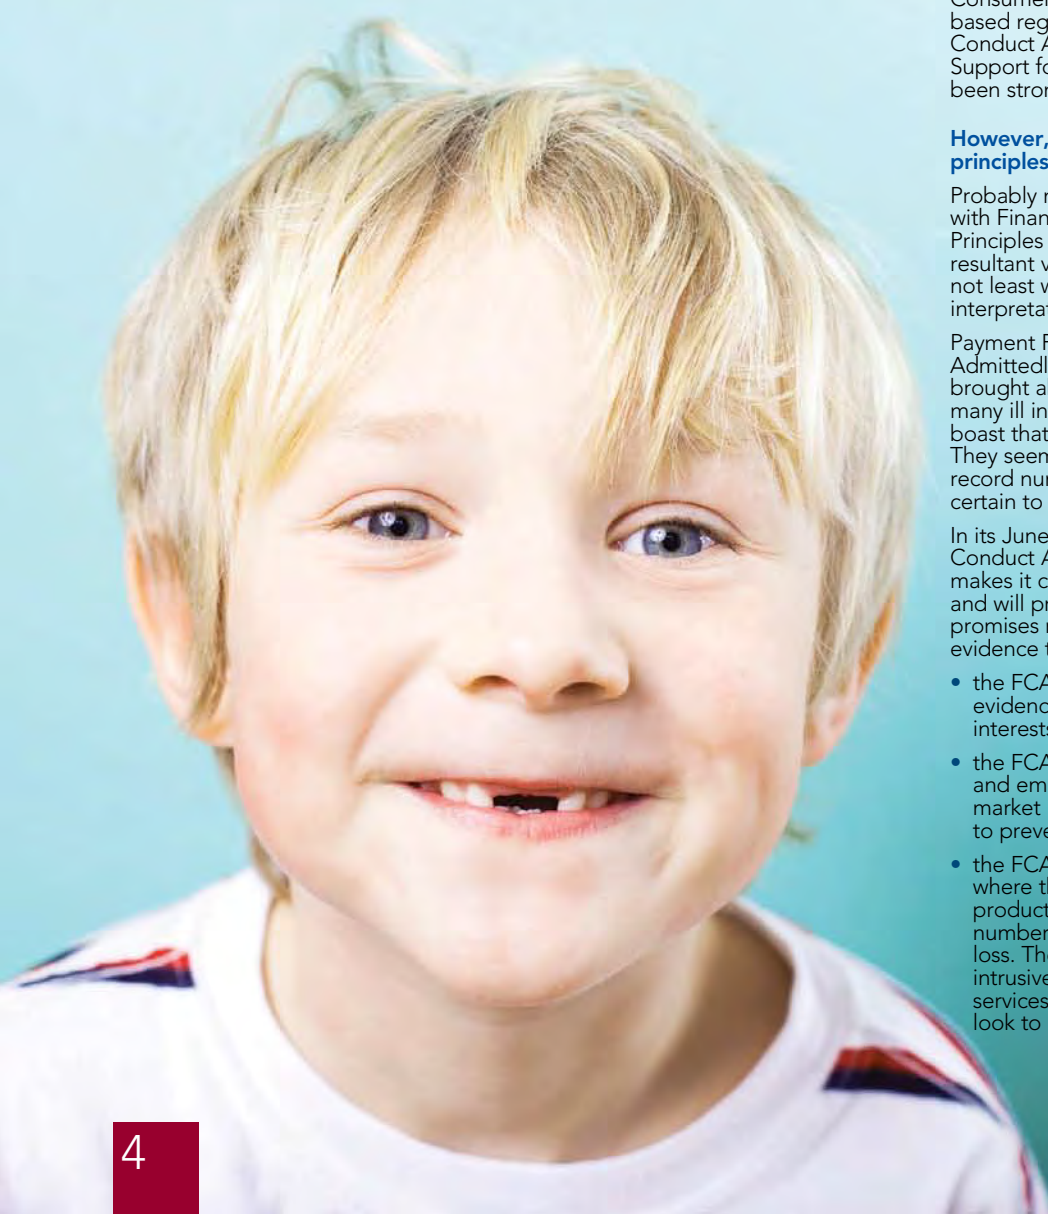 based reg
Conduct A
Support fo
been stron
However,
principles
Probably r
with Finan
Principles
resultant v
not least w
interpretat
Payment P
Admittedl
brought a
many ill in
boast that
They seem
record nur
certain to
In its June
Conduct A
makes it c
and will pr
promises r
evidence t
• the FCA
evidenc
interests
• the FCA
and em
market
to preve
• the FCA
where th
product
number
loss. The
intrusive
services
look to
4